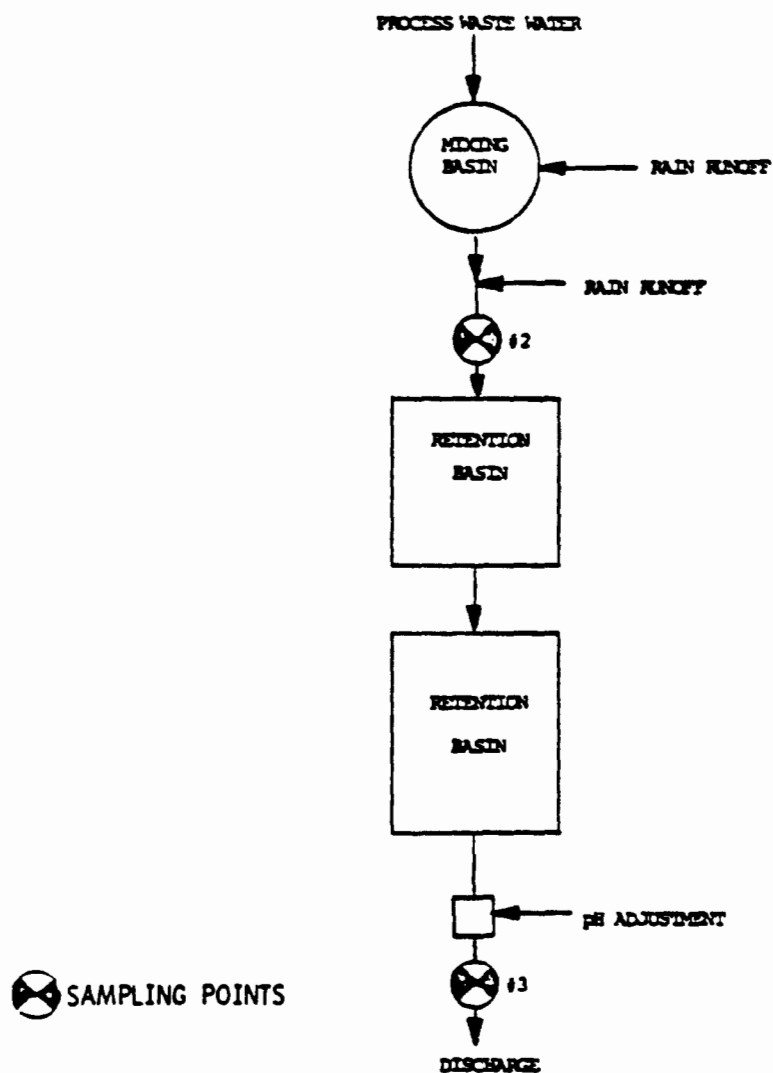 PROCESS WASTE WATER
MIXING
BASIN
RAIN RUNOFF
RAIN RUNOFF
#2
RETENTION
BASIN
RETENTION
BASIN
pH ADJUSTMENT
#3
SAMPLING POINTS
DISCHARGE